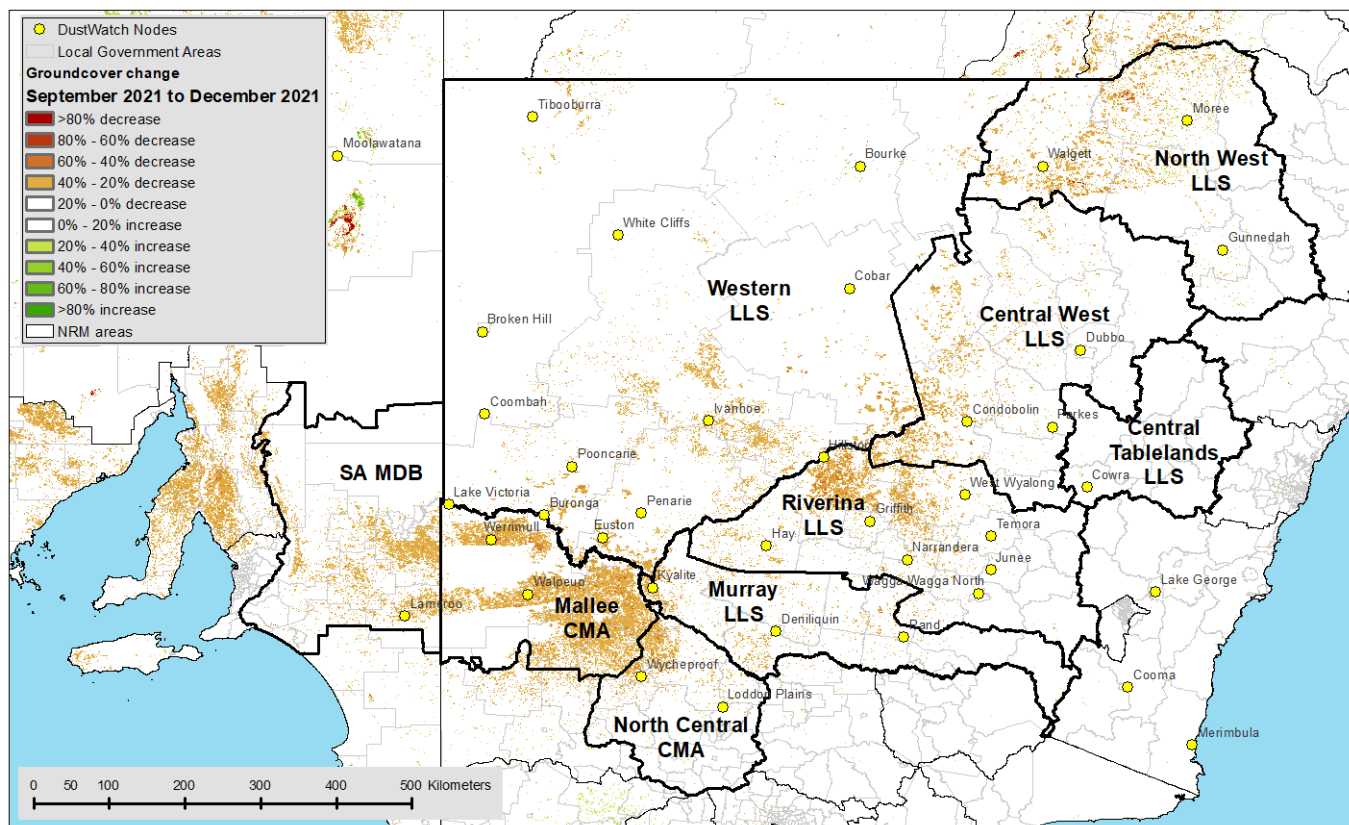 DustWatch Nodes
Local Government Areas
Groundcover change
September 2021 to December 2021
>80% decrease
80% - 60% decrease
60% - 40% decrease
40% - 20% decrease
20% - 0% decrease
0% - 20% increase
20% - 40% increase
40% - 60% increase
60% - 80% increase
>80% increase
NRM areas
Tibooburra
Moolawatana
Bourke
Walgett
Moree
North West
LLS
White Cliffs
Gunnedah
Cobar
Western
LLS
Central West
LLS
Broken Hill
Dubbo
Coombah
Ivanhoe
Condobolin
Parkes
Central
Tablelands
LLS
SA MDB
Pooncarie
Cowra
Lake Victoria
Buronga
Penarie
Riverina
LLS
West Wyalong
Griffith
Werrimull
Euston
Hay
Temora
Narrandera
Junee
Walpeup
Kyalite
Wagga Wagga North
Lake George
Lameroo
Mallee
CMA
Murray
LLS
Deniliquin
Rand
Wycheproof
Cooma
Loddon Plains
North Central
CMA
Merimbula
0 100 200 300 400 500 Kilometers